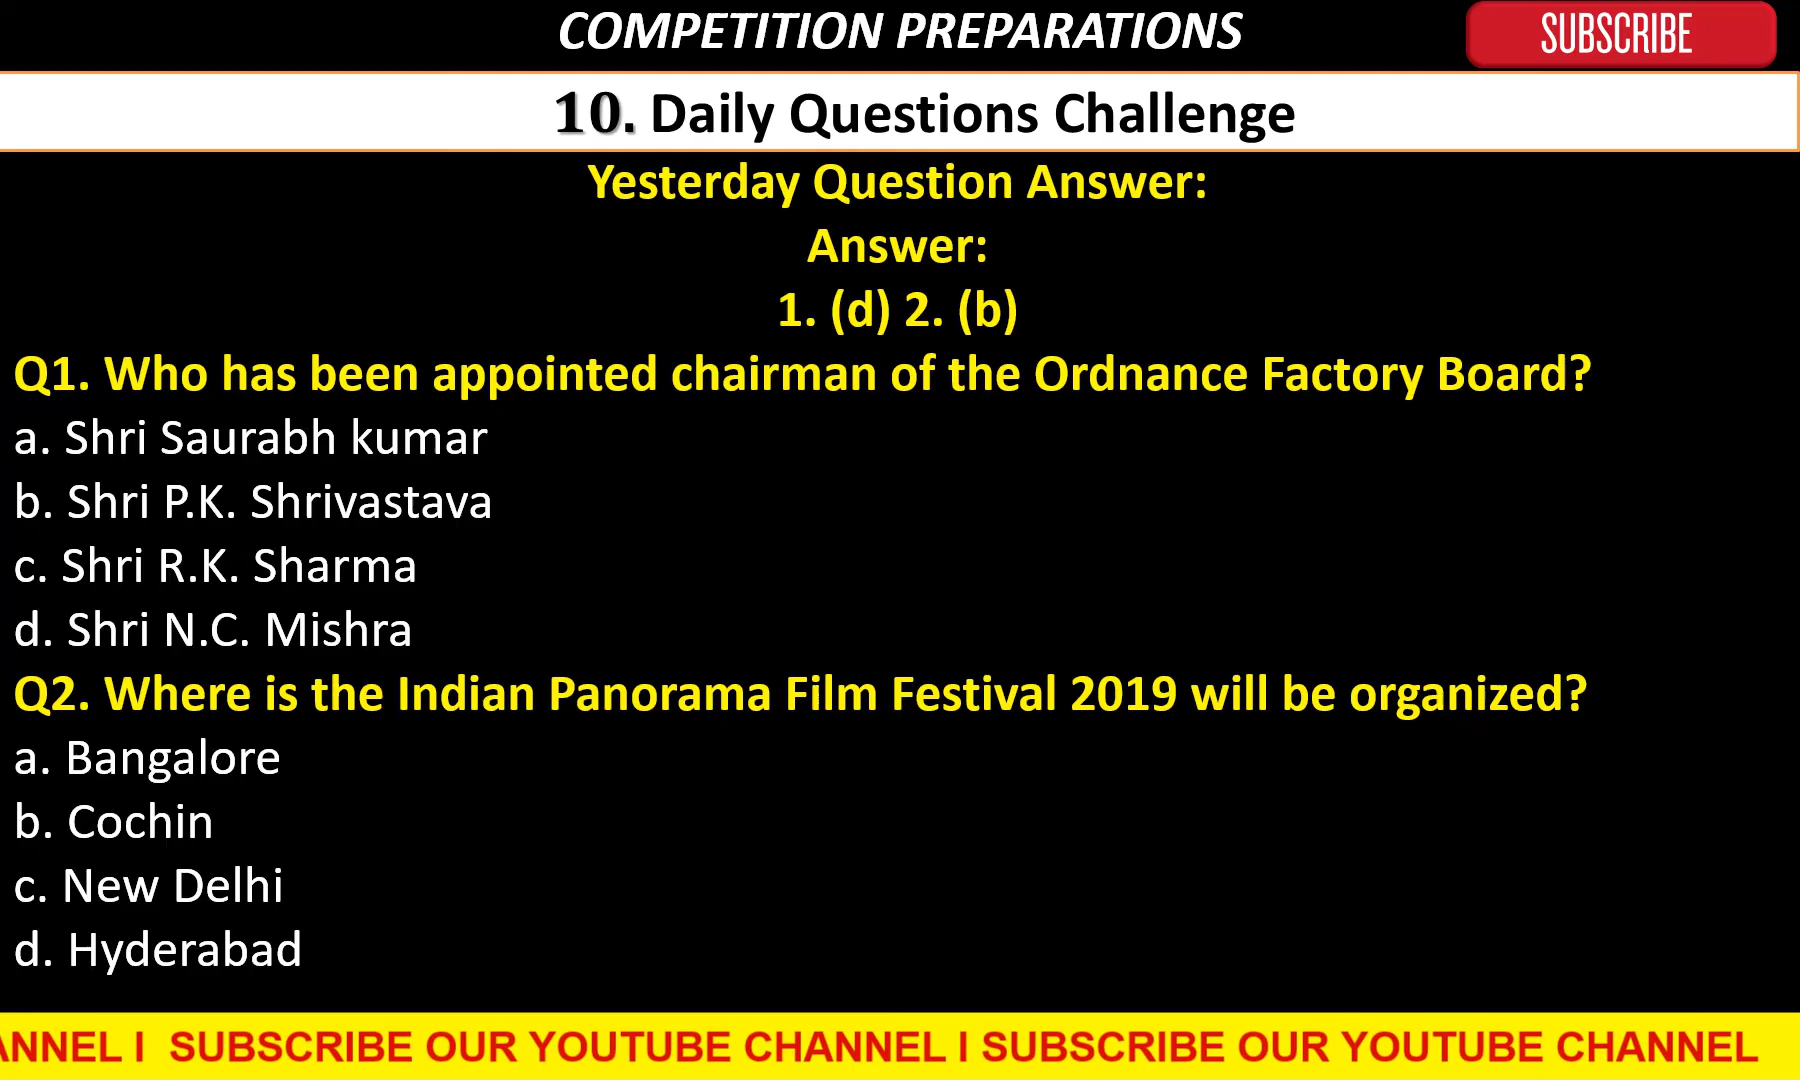 COMPETITION PREPARATIONS
SUBSCRIBE
10. Daily Questions Challenge
Yesterday Question Answer:
Answer:
1. (d) 2. (b)
Q1. Who has been appointed chairman of the Ordnance Factory Board?
a. Shri Saurabh kumar
b. Shri P.K. Shrivastava
c. Shri R.K. Sharma
d. Shri N.C. Mishra
Q2. Where is the Indian Panorama Film Festival 2019 will be organized?
a. Bangalore
b. Cochin
c. New Delhi
d. Hyderabad
ANNEL I SUBSCRIBE OUR YOUTUBE CHANNEL I SUBSCRIBE OUR YOUTUBE CHANNEL